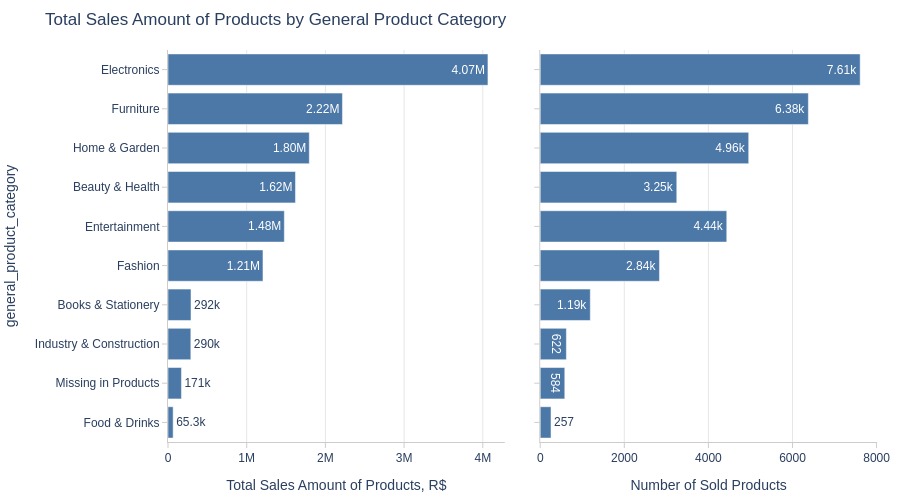 Total Sales Amount of Products by General Product Category
general_product_category
Electronics 4.07M 7.61k
Furniture 2.22M 6.38k
Home & Garden 1.80M 4.96k
Beauty & Health 1.62M 3.25k
Entertainment 1.48M 4.44k
Fashion 1.21M 2.84k
Books & Stationery 292k 1.19k
Industry & Construction 290k 622
Missing in Products 171k 584
Food & Drinks 65.3k 257
0 1M 2M 3M 4M 0 2000 4000 6000 8000
Total Sales Amount of Products, R$ Number of Sold Products